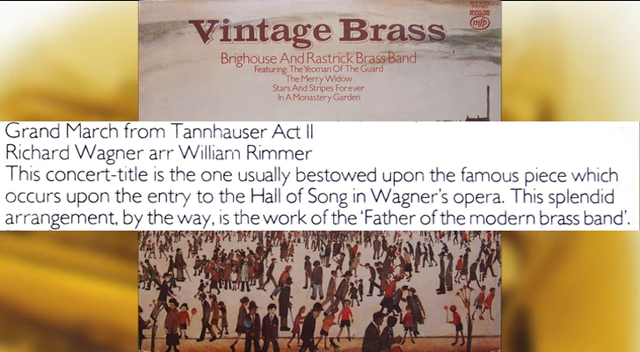 Vintage Brass
mfp
Brighouse And Rastrick Brass Band
Featuring: The Yeoman Of The Guard
The Merry Widow
Stars And Stripes Forever
In A Monastery Garden
Grand March from Tannhauser Act II
Richard Wagner arr William Rimmer
This concert-title is the one usually bestowed upon the famous piece which
occurs upon the entry to the Hall of Song in Wagner's opera. This splendid
arrangement, by the way, is the work of the 'Father of the modern brass band'.